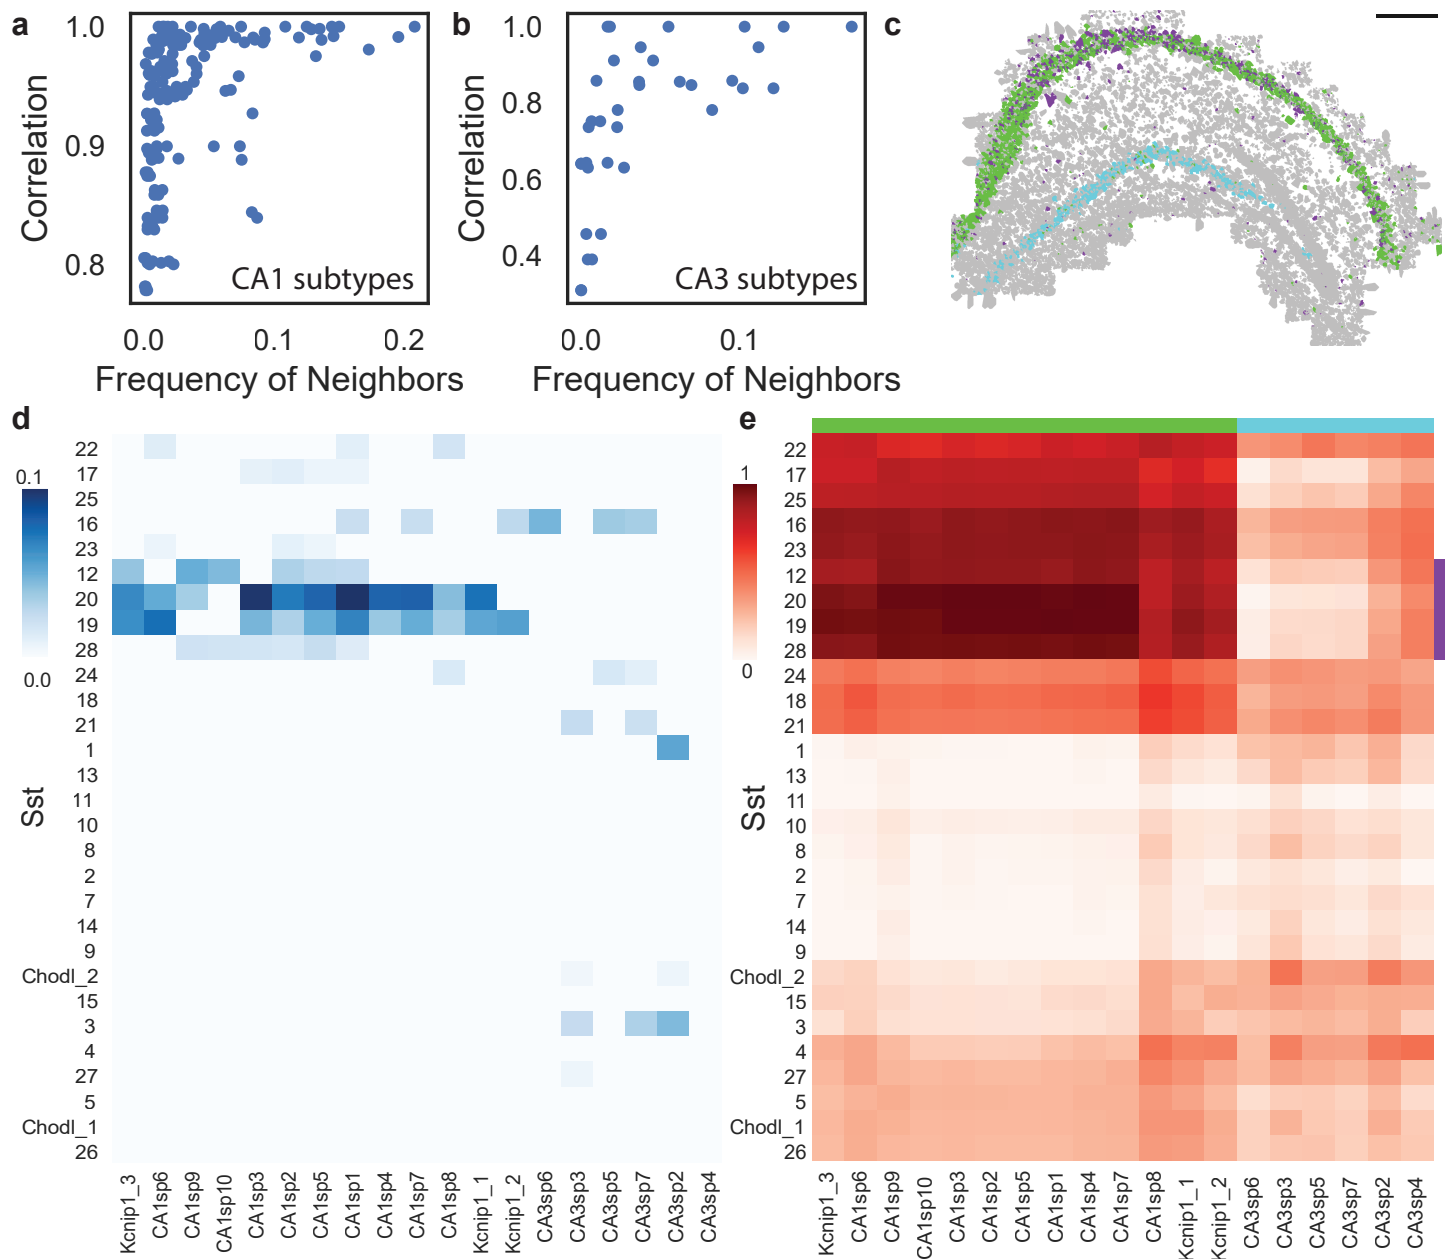 a
1.0
0.9
0.8
Correlation
CA1 subtypes
0.0 0.1 0.2
Frequency of Neighbors
b
1.0
0.8
0.6
0.4
Correlation
CA3 subtypes
0.0 0.1
Frequency of Neighbors
c
d
0.1
0.0
Sst
22
17
25
16
23
12
20
19
28
24
18
21
1
13
11
10
8
2
7
14
9
Chodl_2
15
3
4
27
5
Chodl_1
26
Kcnip1_3
CA1sp6
CA1sp9
CA1sp10
CA1sp3
CA1sp2
CA1sp5
CA1sp1
CA1sp4
CA1sp7
CA1sp8
Kcnip1_1
Kcnip1_2
CA3sp6
CA3sp3
CA3sp5
CA3sp7
CA3sp2
CA3sp4
e
1
0
Sst
22
17
25
16
23
12
20
19
28
24
18
21
1
13
11
10
8
2
7
14
9
Chodl_2
15
3
4
27
5
Chodl_1
26
Kcnip1_3
CA1sp6
CA1sp9
CA1sp10
CA1sp3
CA1sp2
CA1sp5
CA1sp1
CA1sp4
CA1sp7
CA1sp8
Kcnip1_1
Kcnip1_2
CA3sp6
CA3sp3
CA3sp5
CA3sp7
CA3sp2
CA3sp4